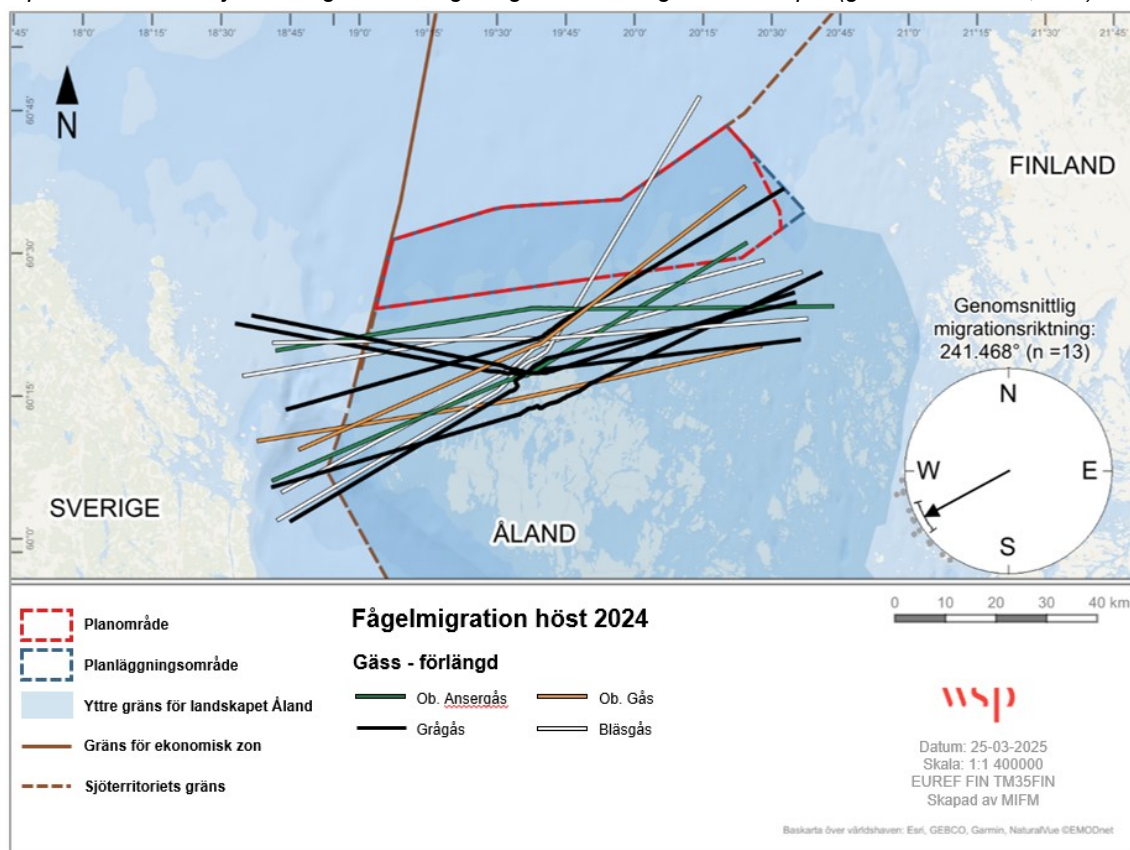 18°0' 18°15' 18°45' 19°0' 19°15' 19°30' 19°45' 20°0' 20°15' 20°30' 21°0' 21°15' 21°30' 21°45'
60°45'
N
FINLAND
60°30'
Genomsnittlig
migrationsriktning:
241.468° (n =13)
60°15'
N
W
E
S
SVERIGE
ÅLAND
60°0'
Planområde
Planläggningsområde
Yttre gräns för landskapet Åland
Gräns för ekonomisk zon
Sjöterritoriets gräns
Fågelmigration höst 2024
Gäss - förlängd
Ob. Ansergås
Ob. Gås
Grågås
Bläsgås
0 10 20 30 40 km
wsp
Datum: 25-03-2025
Skala: 1:1 400000
EUREF FIN TM35FIN
Skapad av MIFM
Baskarta över världshaven: Esri, GEBCO, Garmin, NaturalVue ©EMODnet